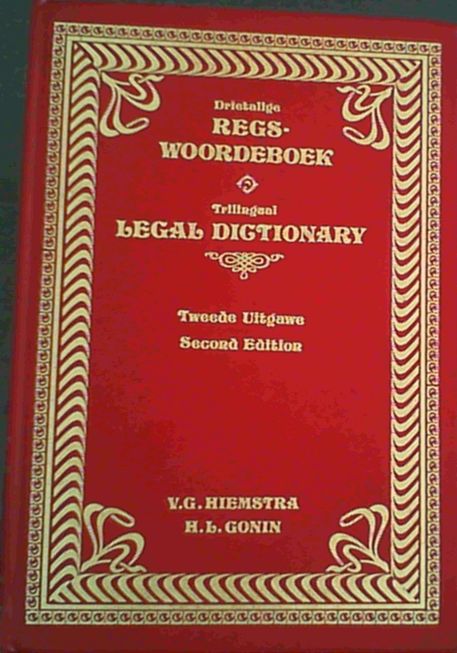 Drietalige
REGS-
WOORDEBOEK
Trilingual
LEGAL DICTIONARY
Tweede Uitgawe
Second Edition
V.G. HIEMSTRA
H.L. GONIN